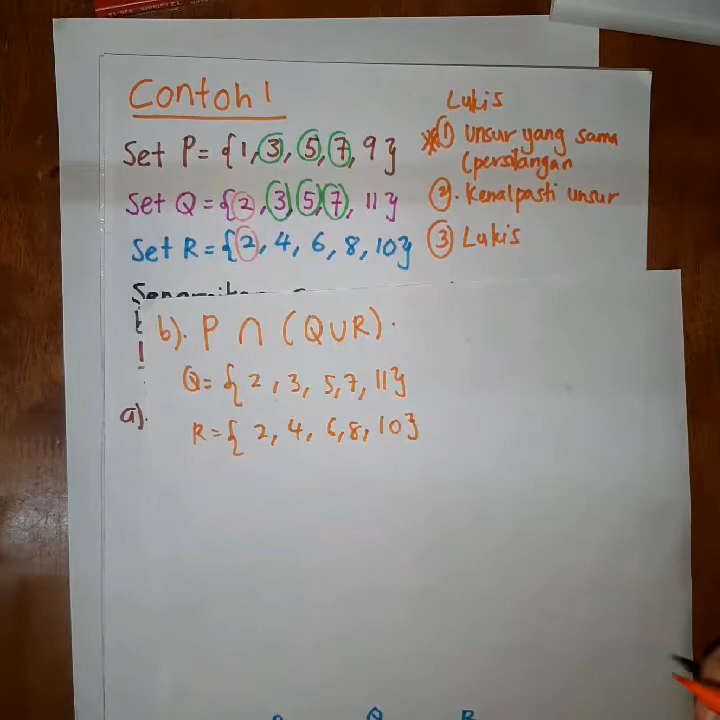 Contoh 1
Set P = {1, 3, 5, 7, 9}
Set Q = {2, 3, 5, 7, 11}
Set R = {2, 4, 6, 8, 10}
Lukis
① Unsur yang sama
(persilangan
②. Kenalpasti unsur
③ Lukis
b). P ∩ (Q∪R).
Q = { 2, 3, 5, 7, 11}
R = { 2, 4, 6, 8, 10}
a).
Q
R